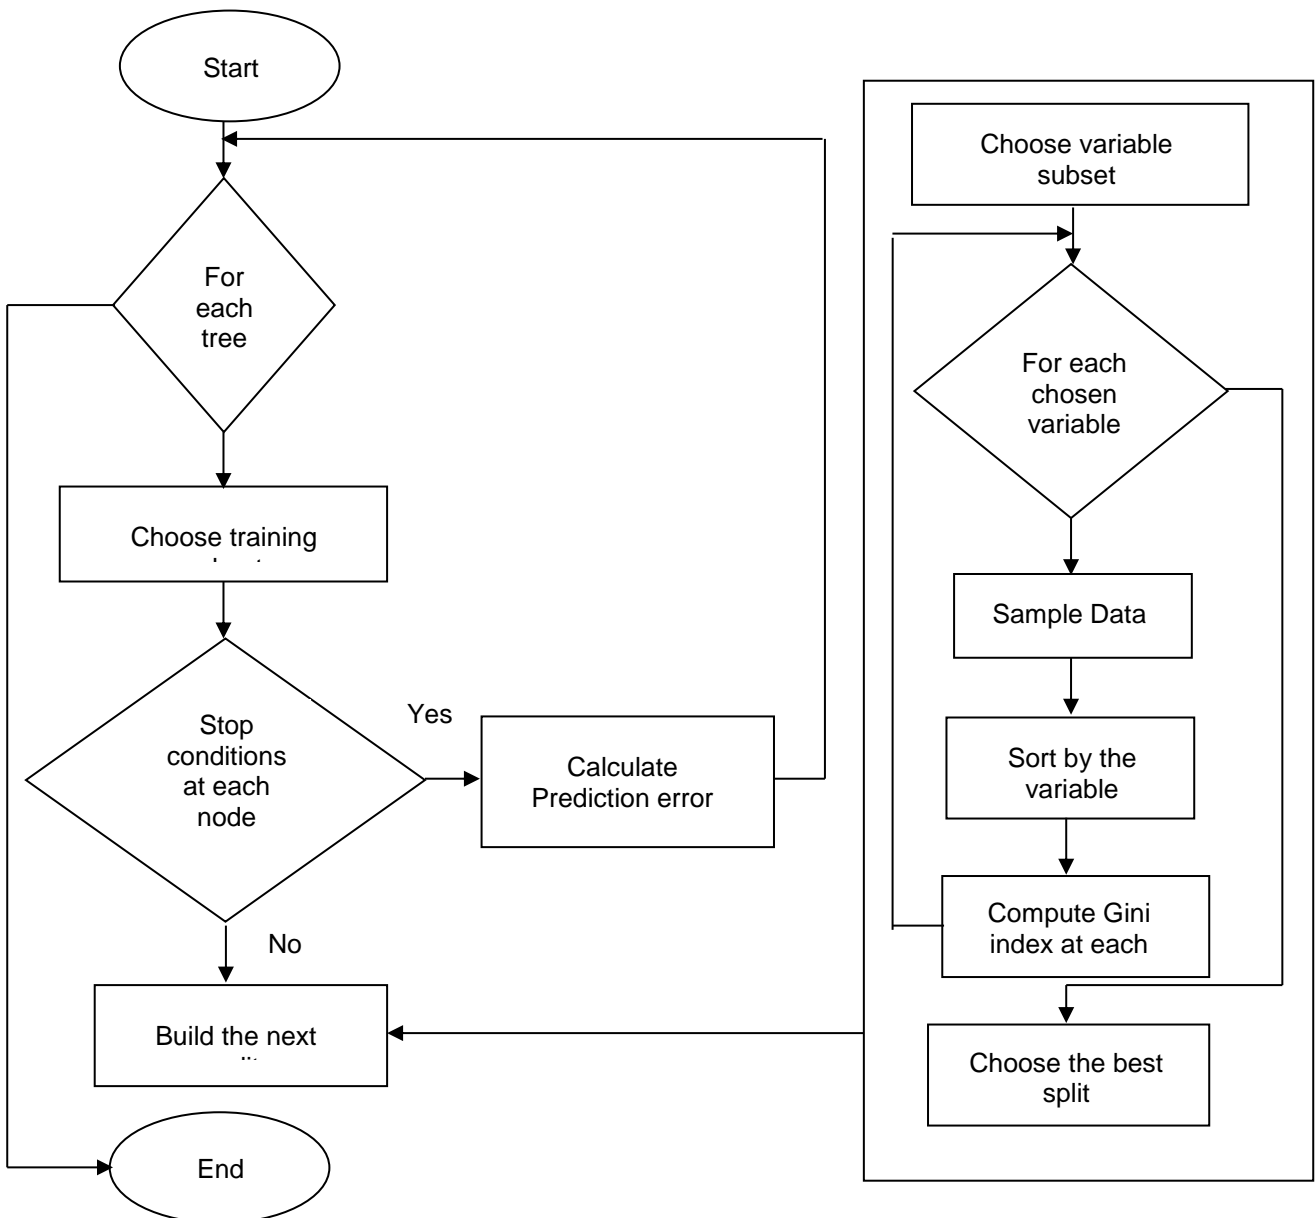 Start
For
each
tree
Choose training
Stop
conditions
at each
node
Yes
Calculate
Prediction error
No
Build the next
End
Choose variable
subset
For each
chosen
variable
Sample Data
Sort by the
variable
Compute Gini
index at each
Choose the best
split